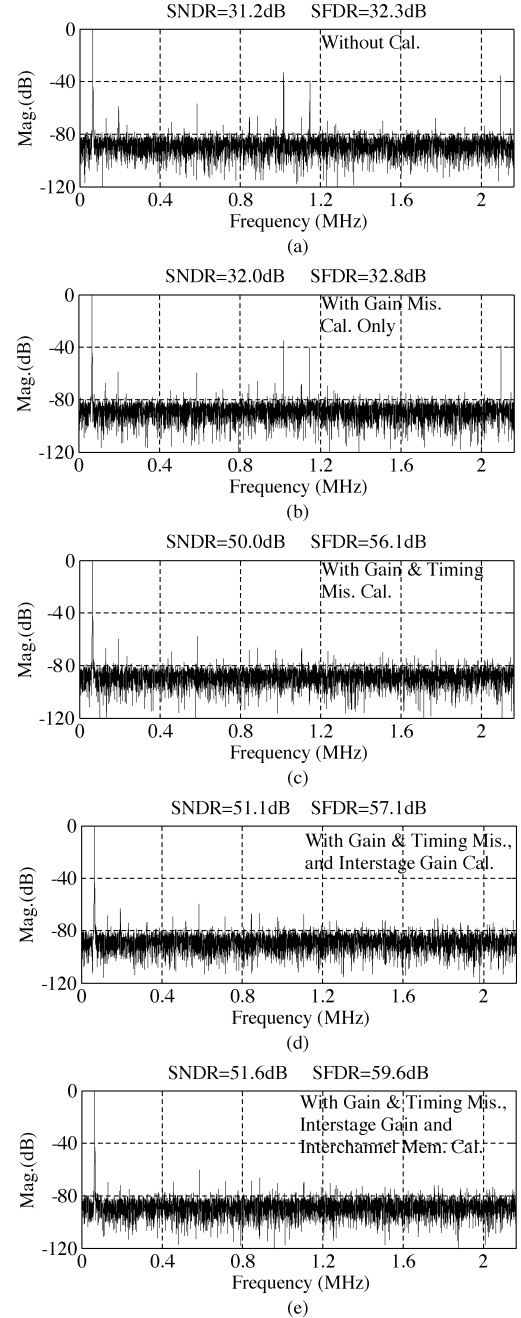 SNDR=31.2dB SFDR=32.3dB
Without Cal.
0
-40
-80
-120
Mag.(dB)
0 0.4 0.8 1.2 1.6 2
Frequency (MHz)
(a)
SNDR=32.0dB SFDR=32.8dB
With Gain Mis.
Cal. Only
0
-40
-80
-120
Mag.(dB)
0 0.4 0.8 1.2 1.6 2
Frequency (MHz)
(b)
SNDR=50.0dB SFDR=56.1dB
With Gain & Timing
Mis. Cal.
0
-40
-80
-120
Mag.(dB)
0 0.4 0.8 1.2 1.6 2
Frequency (MHz)
(c)
SNDR=51.1dB SFDR=57.1dB
With Gain & Timing Mis.,
and Interstage Gain Cal.
0
-40
-80
-120
Mag.(dB)
0 0.4 0.8 1.2 1.6 2
Frequency (MHz)
(d)
SNDR=51.6dB SFDR=59.6dB
With Gain & Timing Mis.,
Interstage Gain and
Interchannel Mem. Cal.
0
-40
-80
-120
Mag.(dB)
0 0.4 0.8 1.2 1.6 2
Frequency (MHz)
(e)